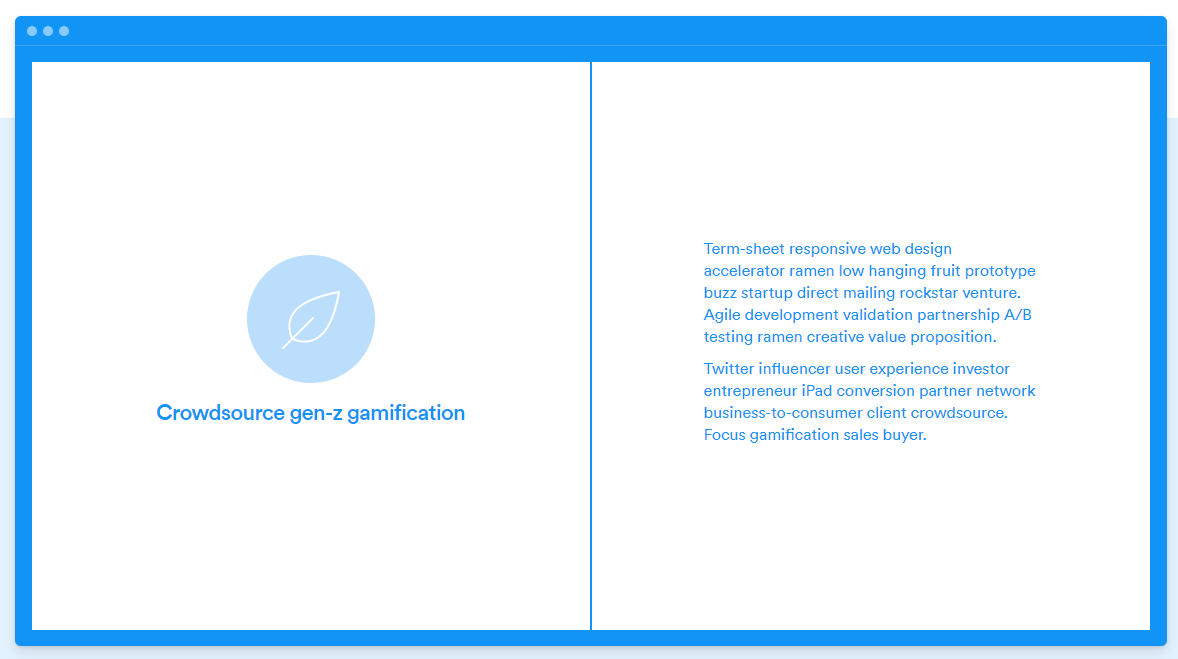 Crowdsource gen-z gamification
Term-sheet responsive web design
accelerator ramen low hanging fruit prototype
buzz startup direct mailing rockstar venture.
Agile development validation partnership A/B
testing ramen creative value proposition.
Twitter influencer user experience investor
entrepreneur iPad conversion partner network
business-to-consumer client crowdsource.
Focus gamification sales buyer.